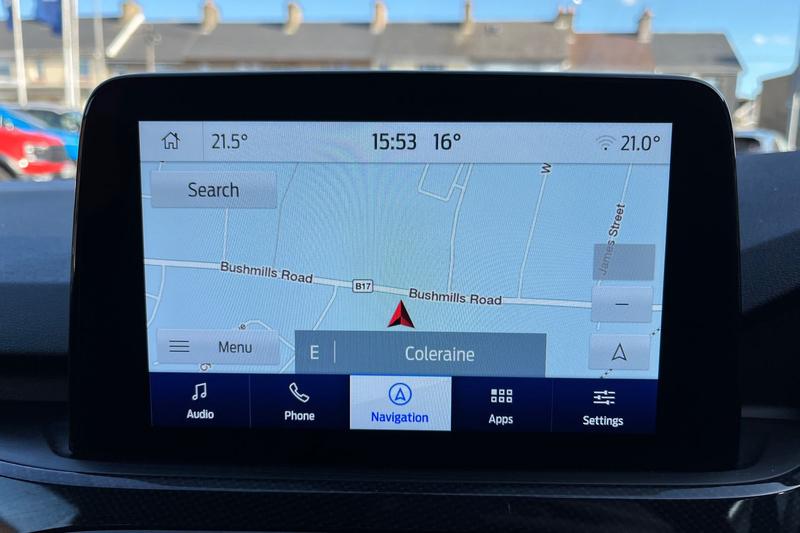 21.5°
15:53 16°
21.0°
Search
W
James Street
Bushmills Road
B17
Bushmills Road
−
Menu
E
Coleraine
Audio
Phone
Navigation
Apps
Settings